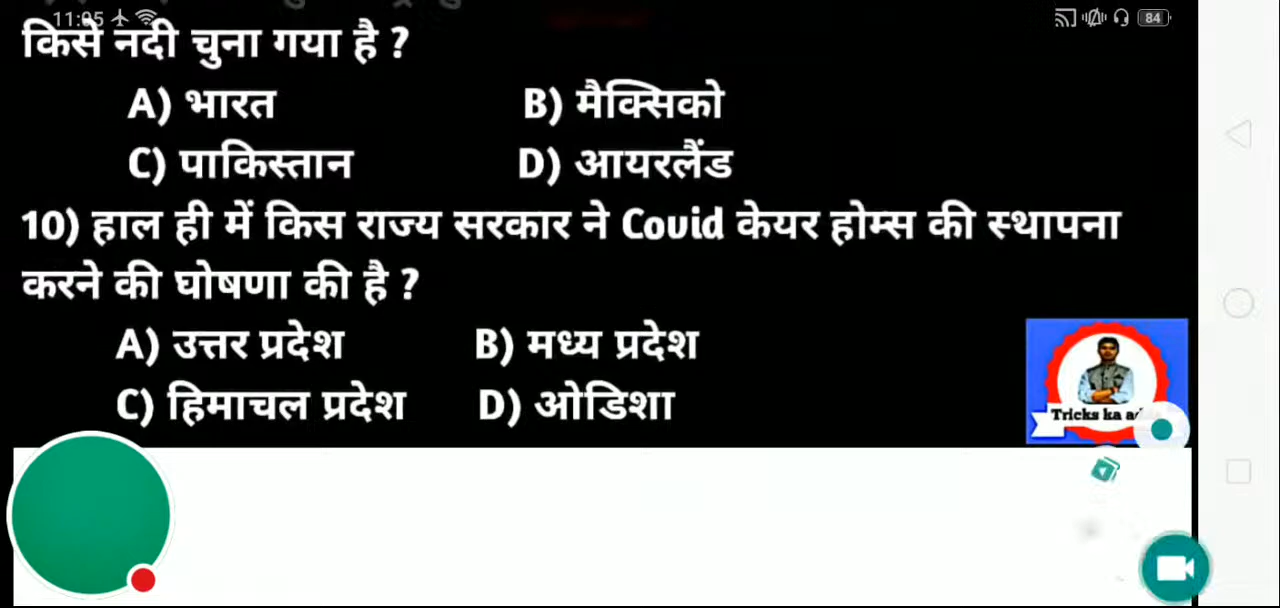 11:05
84
किसे नदी चुना गया है ?
A) भारत B) मैक्सिको
C) पाकिस्तान D) आयरलैंड
10) हाल ही में किस राज्य सरकार ने Covid केयर होम्स की स्थापना
करने की घोषणा की है ?
A) उत्तर प्रदेश B) मध्य प्रदेश
C) हिमाचल प्रदेश D) ओडिशा
Tricks ka